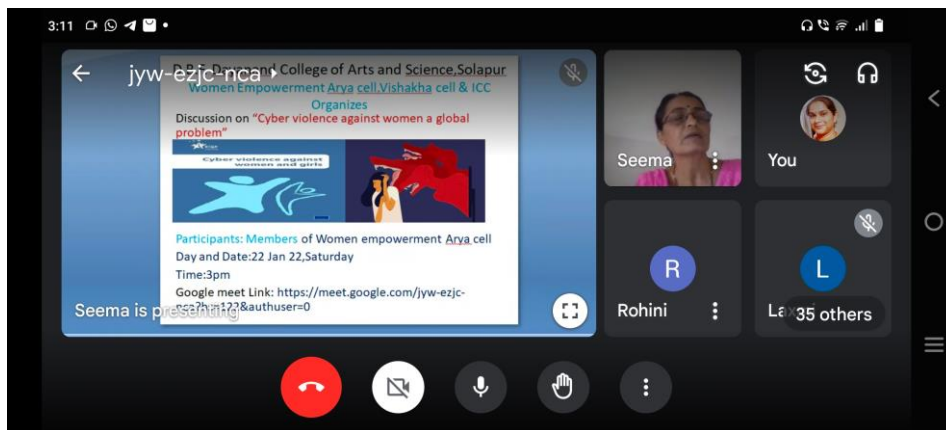 3:11
jyw-ezjc-nca
Dayanand College of Arts and Science,Solapur
Women Empowerment Arya cell,Vishakha cell & ICC
Organizes
Discussion on “Cyber violence against women a global
problem”
Cyber violence against
women and girls
Participants: Members of Women empowerment Arya cell
Day and Date:22 Jan 22,Saturday
Time:3pm
Google meet Link: https://meet.google.com/jyw-ezjc-
&authuser=0
Seema is presenting
Seema
You
R
Rohini
L
35 others